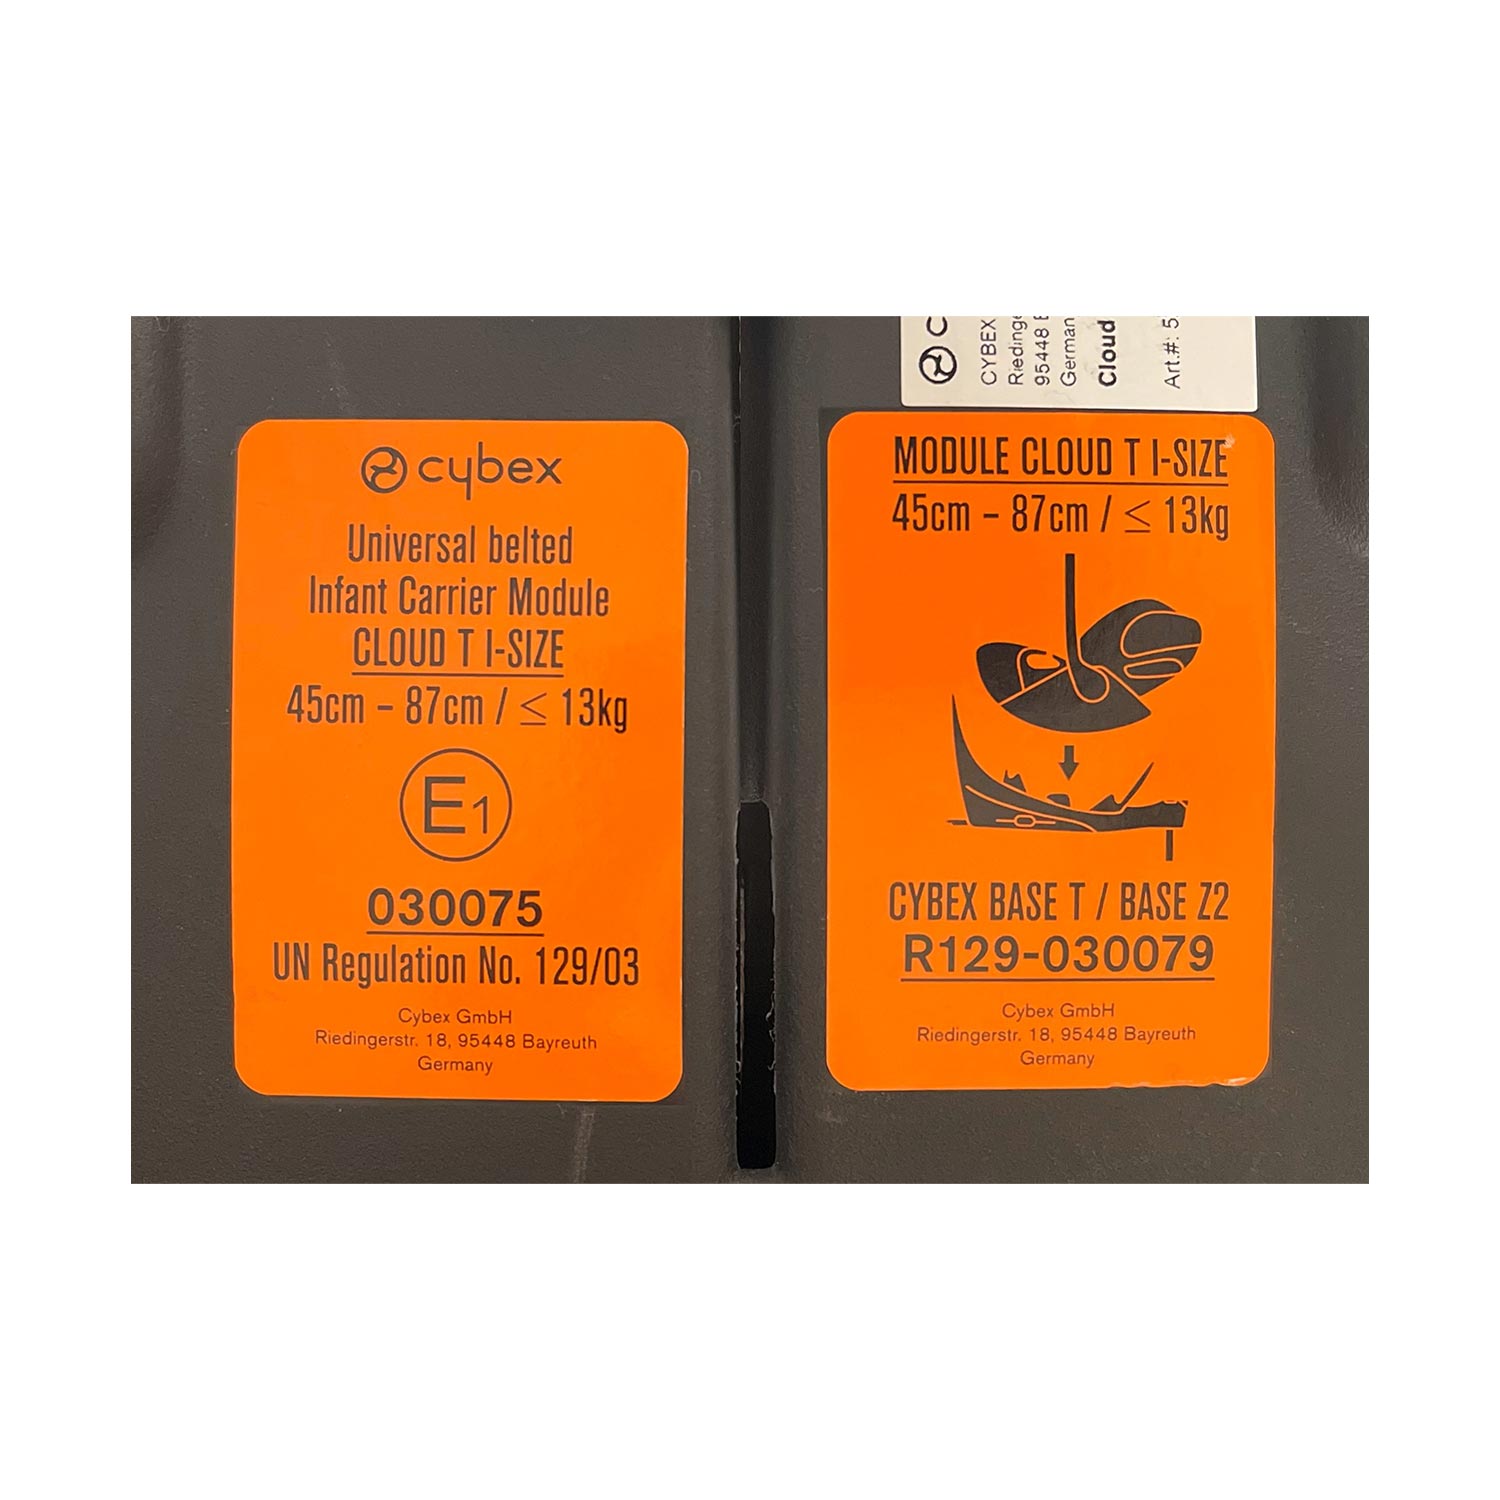 cybex
Universal belted
Infant Carrier Module
CLOUD T I-SIZE
45cm – 87cm / ≤ 13kg
E1
030075
UN Regulation No. 129/03
Cybex GmbH
Riedingerstr. 18, 95448 Bayreuth
Germany
CYBEX
95448
Cloud
Art.#: 5
MODULE CLOUD T I-SIZE
45cm – 87cm / ≤ 13kg
CYBEX BASE T / BASE Z2
R129-030079
Cybex GmbH
Riedingerstr. 18, 95448 Bayreuth
Germany